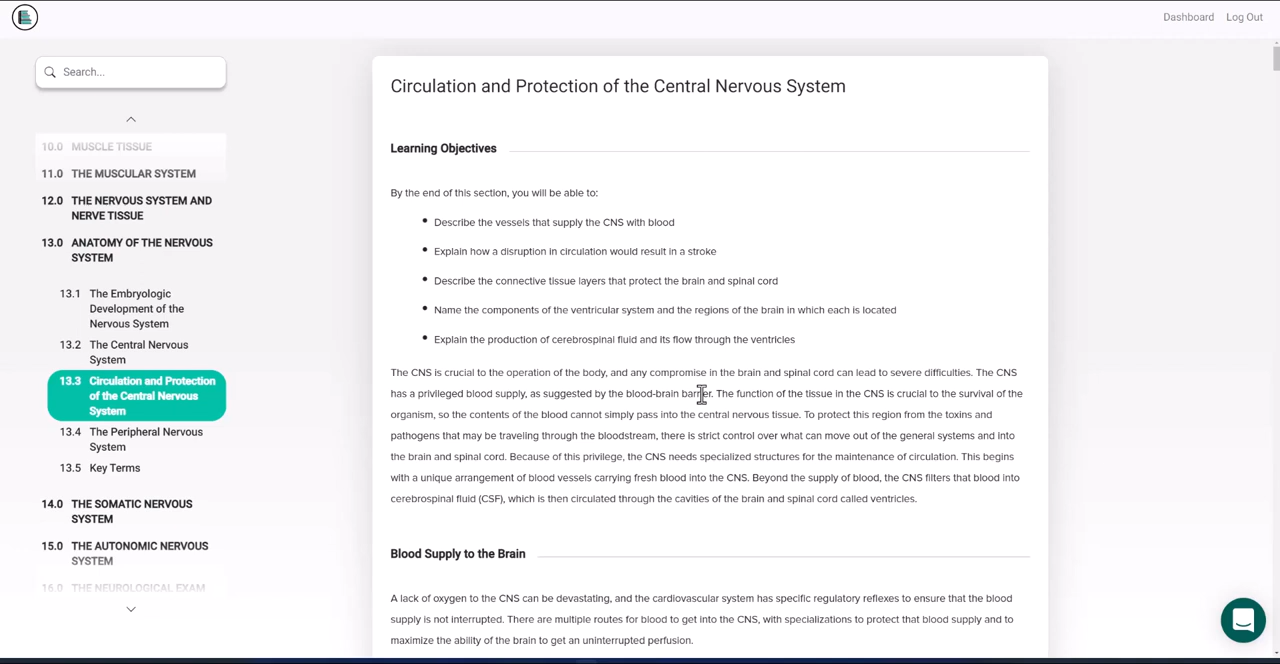 Dashboard Log Out
Search...
10.0 MUSCLE TISSUE
11.0 THE MUSCULAR SYSTEM
12.0 THE NERVOUS SYSTEM AND
NERVE TISSUE
13.0 ANATOMY OF THE NERVOUS
SYSTEM
13.1 The Embryologic
Development of the
Nervous System
13.2 The Central Nervous
System
13.3 Circulation and Protection
of the Central Nervous
System
13.4 The Peripheral Nervous
System
13.5 Key Terms
14.0 THE SOMATIC NERVOUS
SYSTEM
15.0 THE AUTONOMIC NERVOUS
SYSTEM
16.0 THE NEUROLOGICAL EXAM
Circulation and Protection of the Central Nervous System
Learning Objectives
By the end of this section, you will be able to:
• Describe the vessels that supply the CNS with blood
• Explain how a disruption in circulation would result in a stroke
• Describe the connective tissue layers that protect the brain and spinal cord
• Name the components of the ventricular system and the regions of the brain in which each is located
• Explain the production of cerebrospinal fluid and its flow through the ventricles
The CNS is crucial to the operation of the body, and any compromise in the brain and spinal cord can lead to severe difficulties. The CNS
has a privileged blood supply, as suggested by the blood-brain barrier. The function of the tissue in the CNS is crucial to the survival of the
organism, so the contents of the blood cannot simply pass into the central nervous tissue. To protect this region from the toxins and
pathogens that may be traveling through the bloodstream, there is strict control over what can move out of the general systems and into
the brain and spinal cord. Because of this privilege, the CNS needs specialized structures for the maintenance of circulation. This begins
with a unique arrangement of blood vessels carrying fresh blood into the CNS. Beyond the supply of blood, the CNS filters that blood into
cerebrospinal fluid (CSF), which is then circulated through the cavities of the brain and spinal cord called ventricles.
Blood Supply to the Brain
A lack of oxygen to the CNS can be devastating, and the cardiovascular system has specific regulatory reflexes to ensure that the blood
supply is not interrupted. There are multiple routes for blood to get into the CNS, with specializations to protect that blood supply and to
maximize the ability of the brain to get an uninterrupted perfusion.